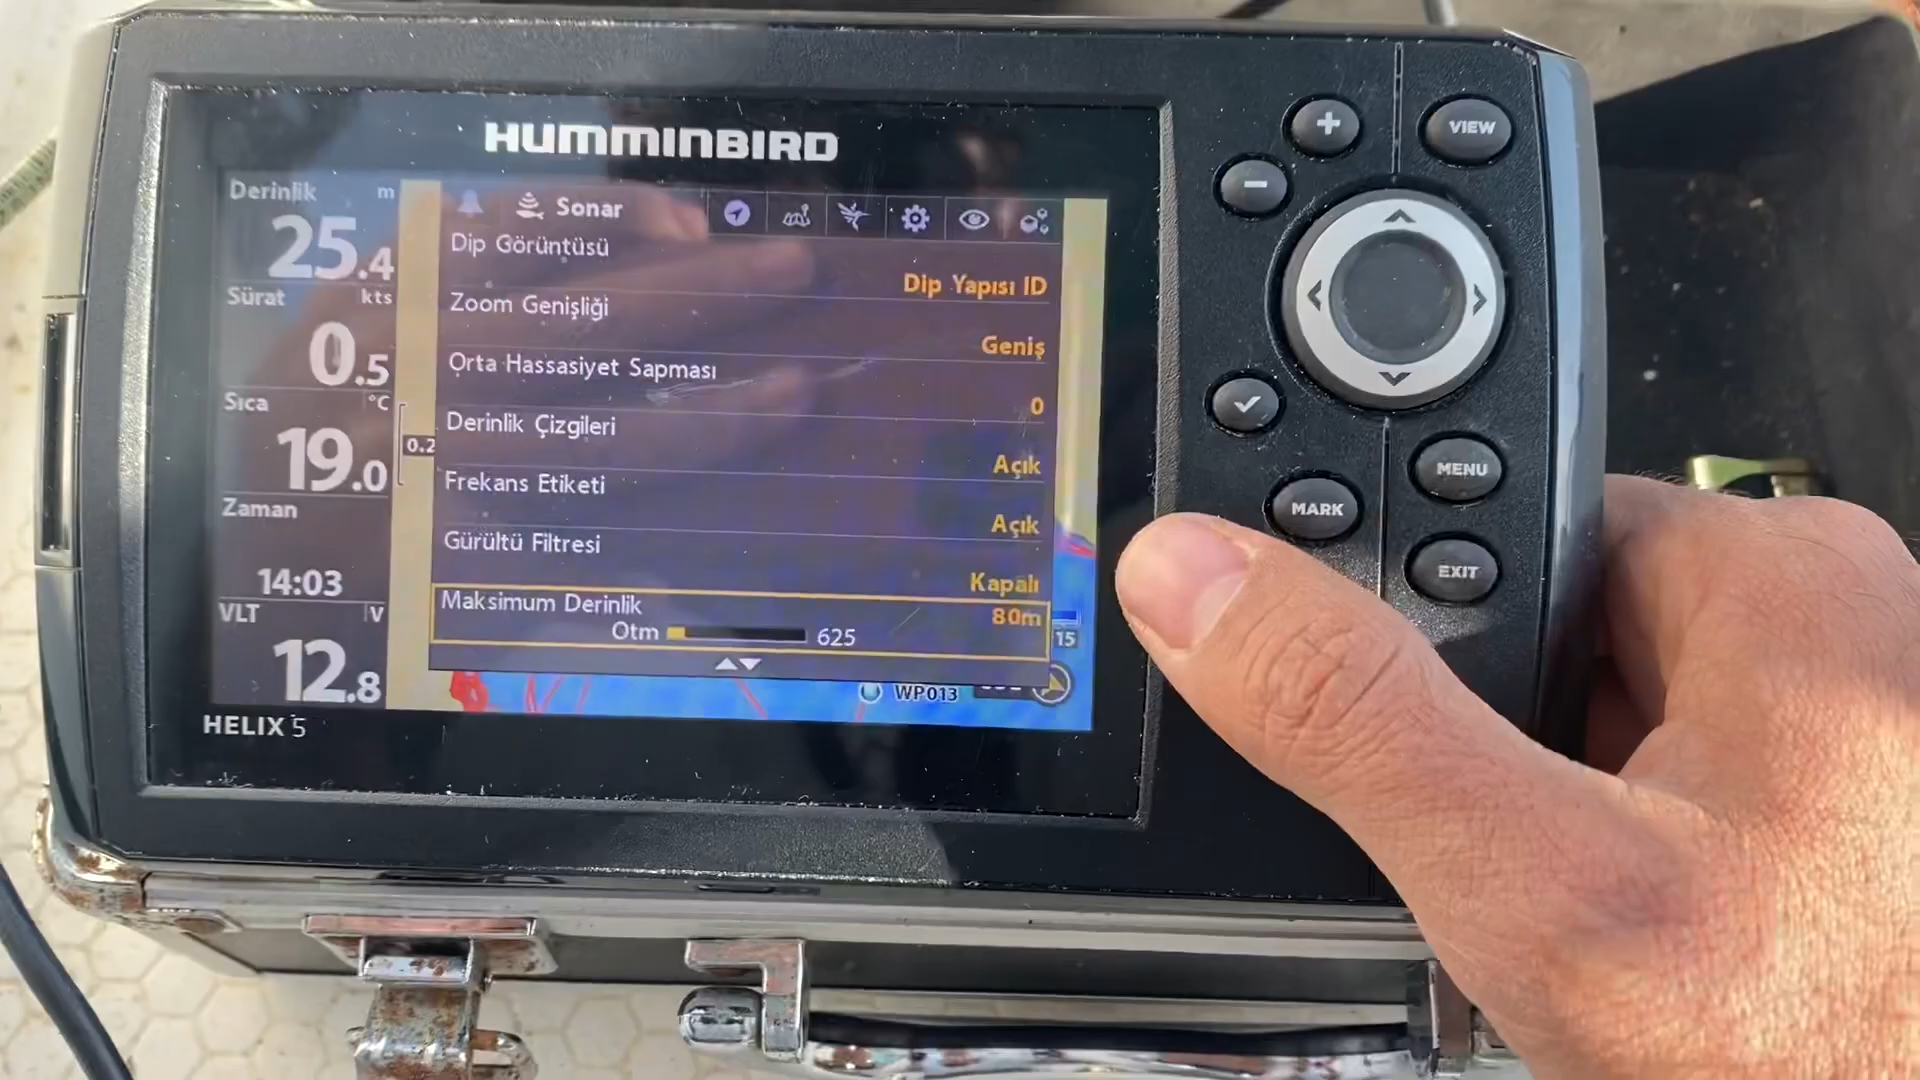 HUMMINBIRD
Derinlik m
25.4
Sürat kts
0.5
Sıca °C
19.0
Zaman
14:03
VLT V
12.8
0.2
Sonar
Dip Görüntüsü
Dip Yapısı ID
Zoom Genişliği
Geniş
Orta Hassasiyet Sapması
0
Derinlik Çizgileri
Açık
Frekans Etiketi
Açık
Gürültü Filtresi
Kapalı
Maksimum Derinlik
80m
Otm 625
15
WP013
HELIX 5
+
VIEW
-
MENU
MARK
EXIT